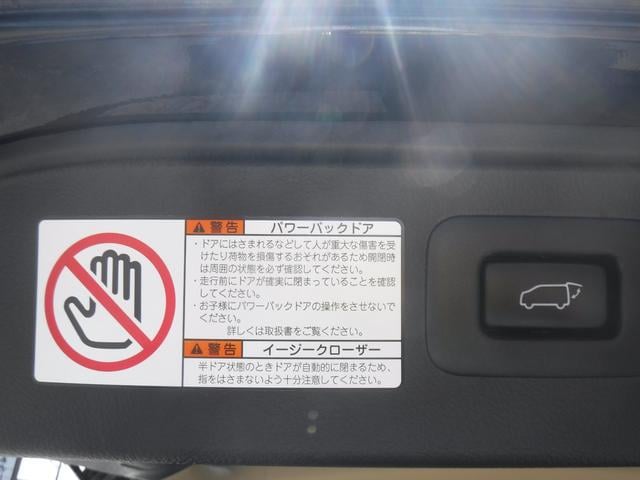 警告 パワーバックドア
・ドアにはさまれるなどして人が重大な傷害を受
けたり荷物を損傷するおそれがあるため開閉時
は周囲の状態を必ず確認してください。
・走行前にドアが確実に閉まっていることを確認
してください。
・お子様にパワーバックドアの操作をさせないで
ください。
詳しくは取扱書をご覧ください。
警告 イージークローザー
半ドア状態のときドアが自動的に閉まるため、
指をはさまないよう十分注意してください。